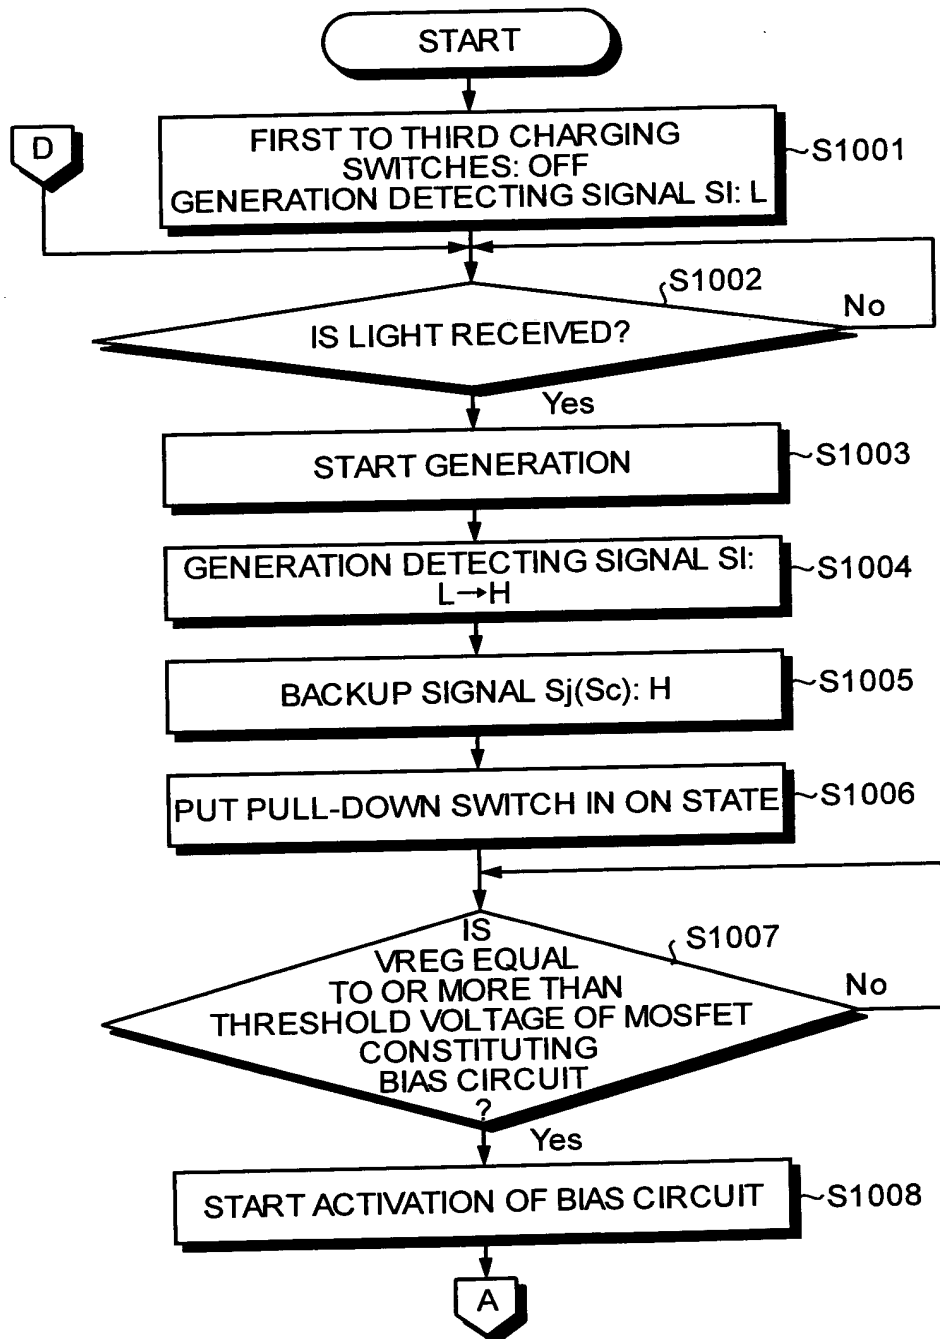 START
D
FIRST TO THIRD CHARGING
SWITCHES: OFF
GENERATION DETECTING SIGNAL SI: L
S1001
S1002
No
IS LIGHT RECEIVED?
Yes
START GENERATION
S1003
GENERATION DETECTING SIGNAL SI:
L→H
S1004
BACKUP SIGNAL Sj(Sc): H
S1005
PUT PULL-DOWN SWITCH IN ON STATE
S1006
IS
VREG EQUAL
TO OR MORE THAN
THRESHOLD VOLTAGE OF MOSFET
CONSTITUTING
BIAS CIRCUIT
?
S1007
No
Yes
START ACTIVATION OF BIAS CIRCUIT
S1008
A